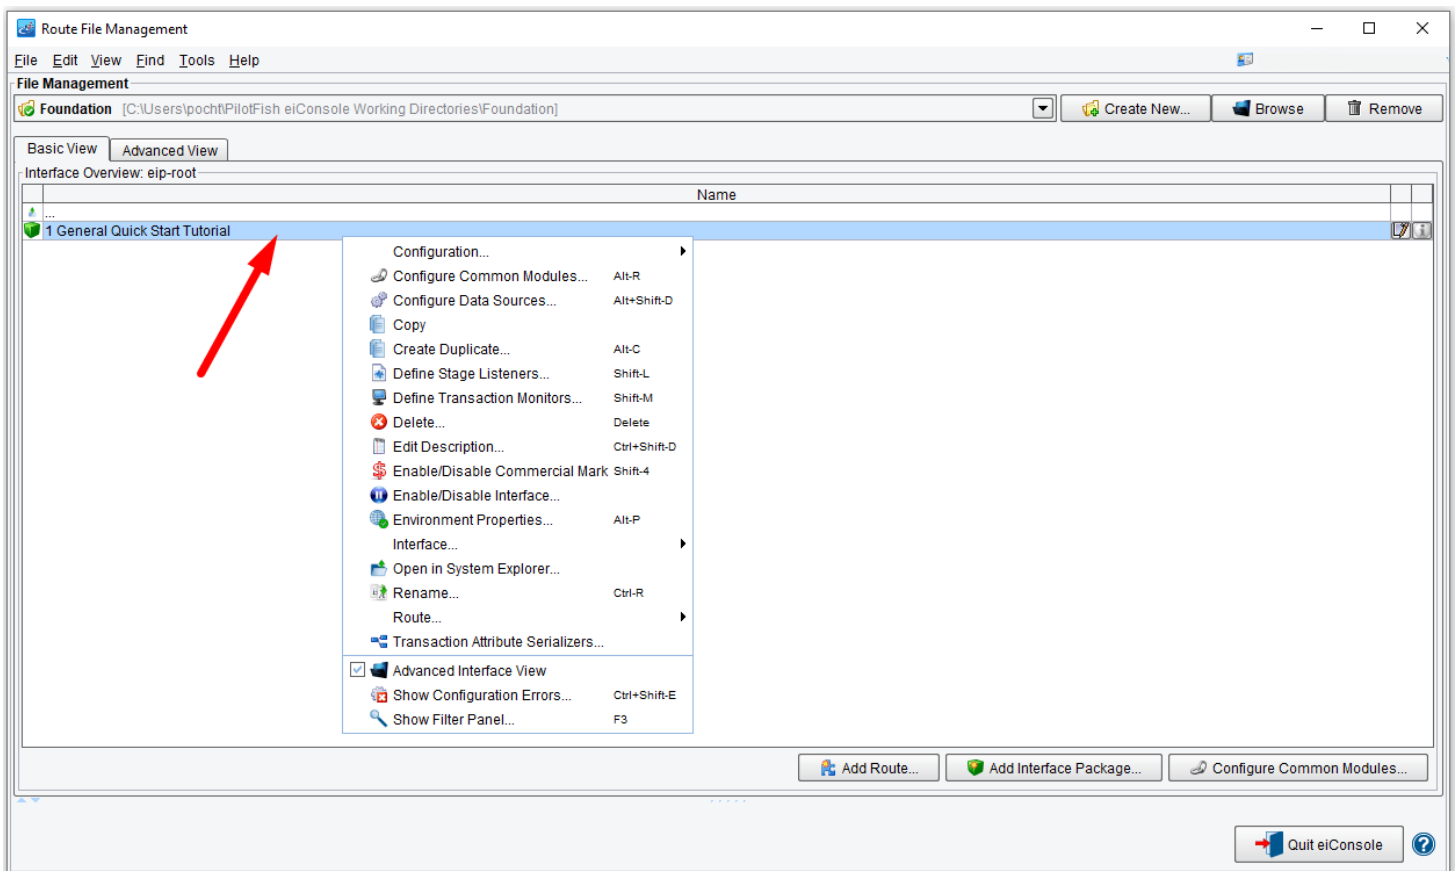 Route File Management
File Edit View Find Tools Help
File Management
Foundation [C:\Users\pocht\PilotFish eiConsole Working Directories\Foundation]
Create New...
Browse
Remove
Basic View
Advanced View
Interface Overview: eip-root
Name
...
1 General Quick Start Tutorial
Configuration...
Configure Common Modules... Alt-R
Configure Data Sources... Alt+Shift-D
Copy
Create Duplicate... Alt-C
Define Stage Listeners... Shift-L
Define Transaction Monitors... Shift-M
Delete... Delete
Edit Description... Ctrl+Shift-D
Enable/Disable Commercial Mark Shift-4
Enable/Disable Interface...
Environment Properties... Alt-P
Interface...
Open in System Explorer...
Rename... Ctrl-R
Route...
Transaction Attribute Serializers...
Advanced Interface View
Show Configuration Errors... Ctrl+Shift-E
Show Filter Panel... F3
Add Route...
Add Interface Package...
Configure Common Modules...
Quit eiConsole